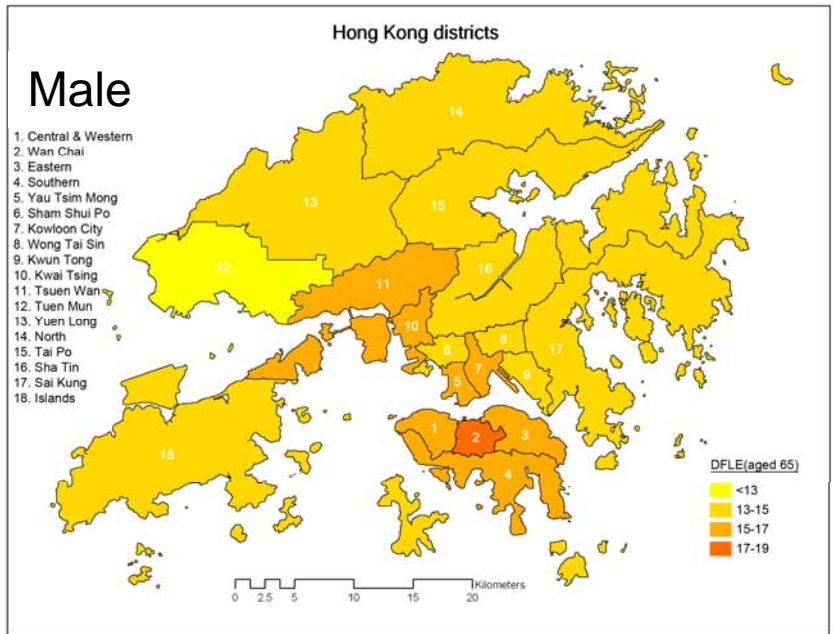 Hong Kong districts
Male
1. Central & Western
2. Wan Chai
3. Eastern
4. Southern
5. Yau Tsim Mong
6. Sham Shui Po
7. Kowloon City
8. Wong Tai Sin
9. Kwun Tong
10. Kwai Tsing
11. Tsuen Wan
12. Tuen Mun
13. Yuen Long
14. North
15. Tai Po
16. Sha Tin
17. Sai Kung
18. Islands
14
13
15
12
16
11
10
17
8
6
9
7
5
1
2
3
18
4
DFLE(aged 65)
<13
13-15
15-17
17-19
Kilometers
0 2.5 5 10 15 20